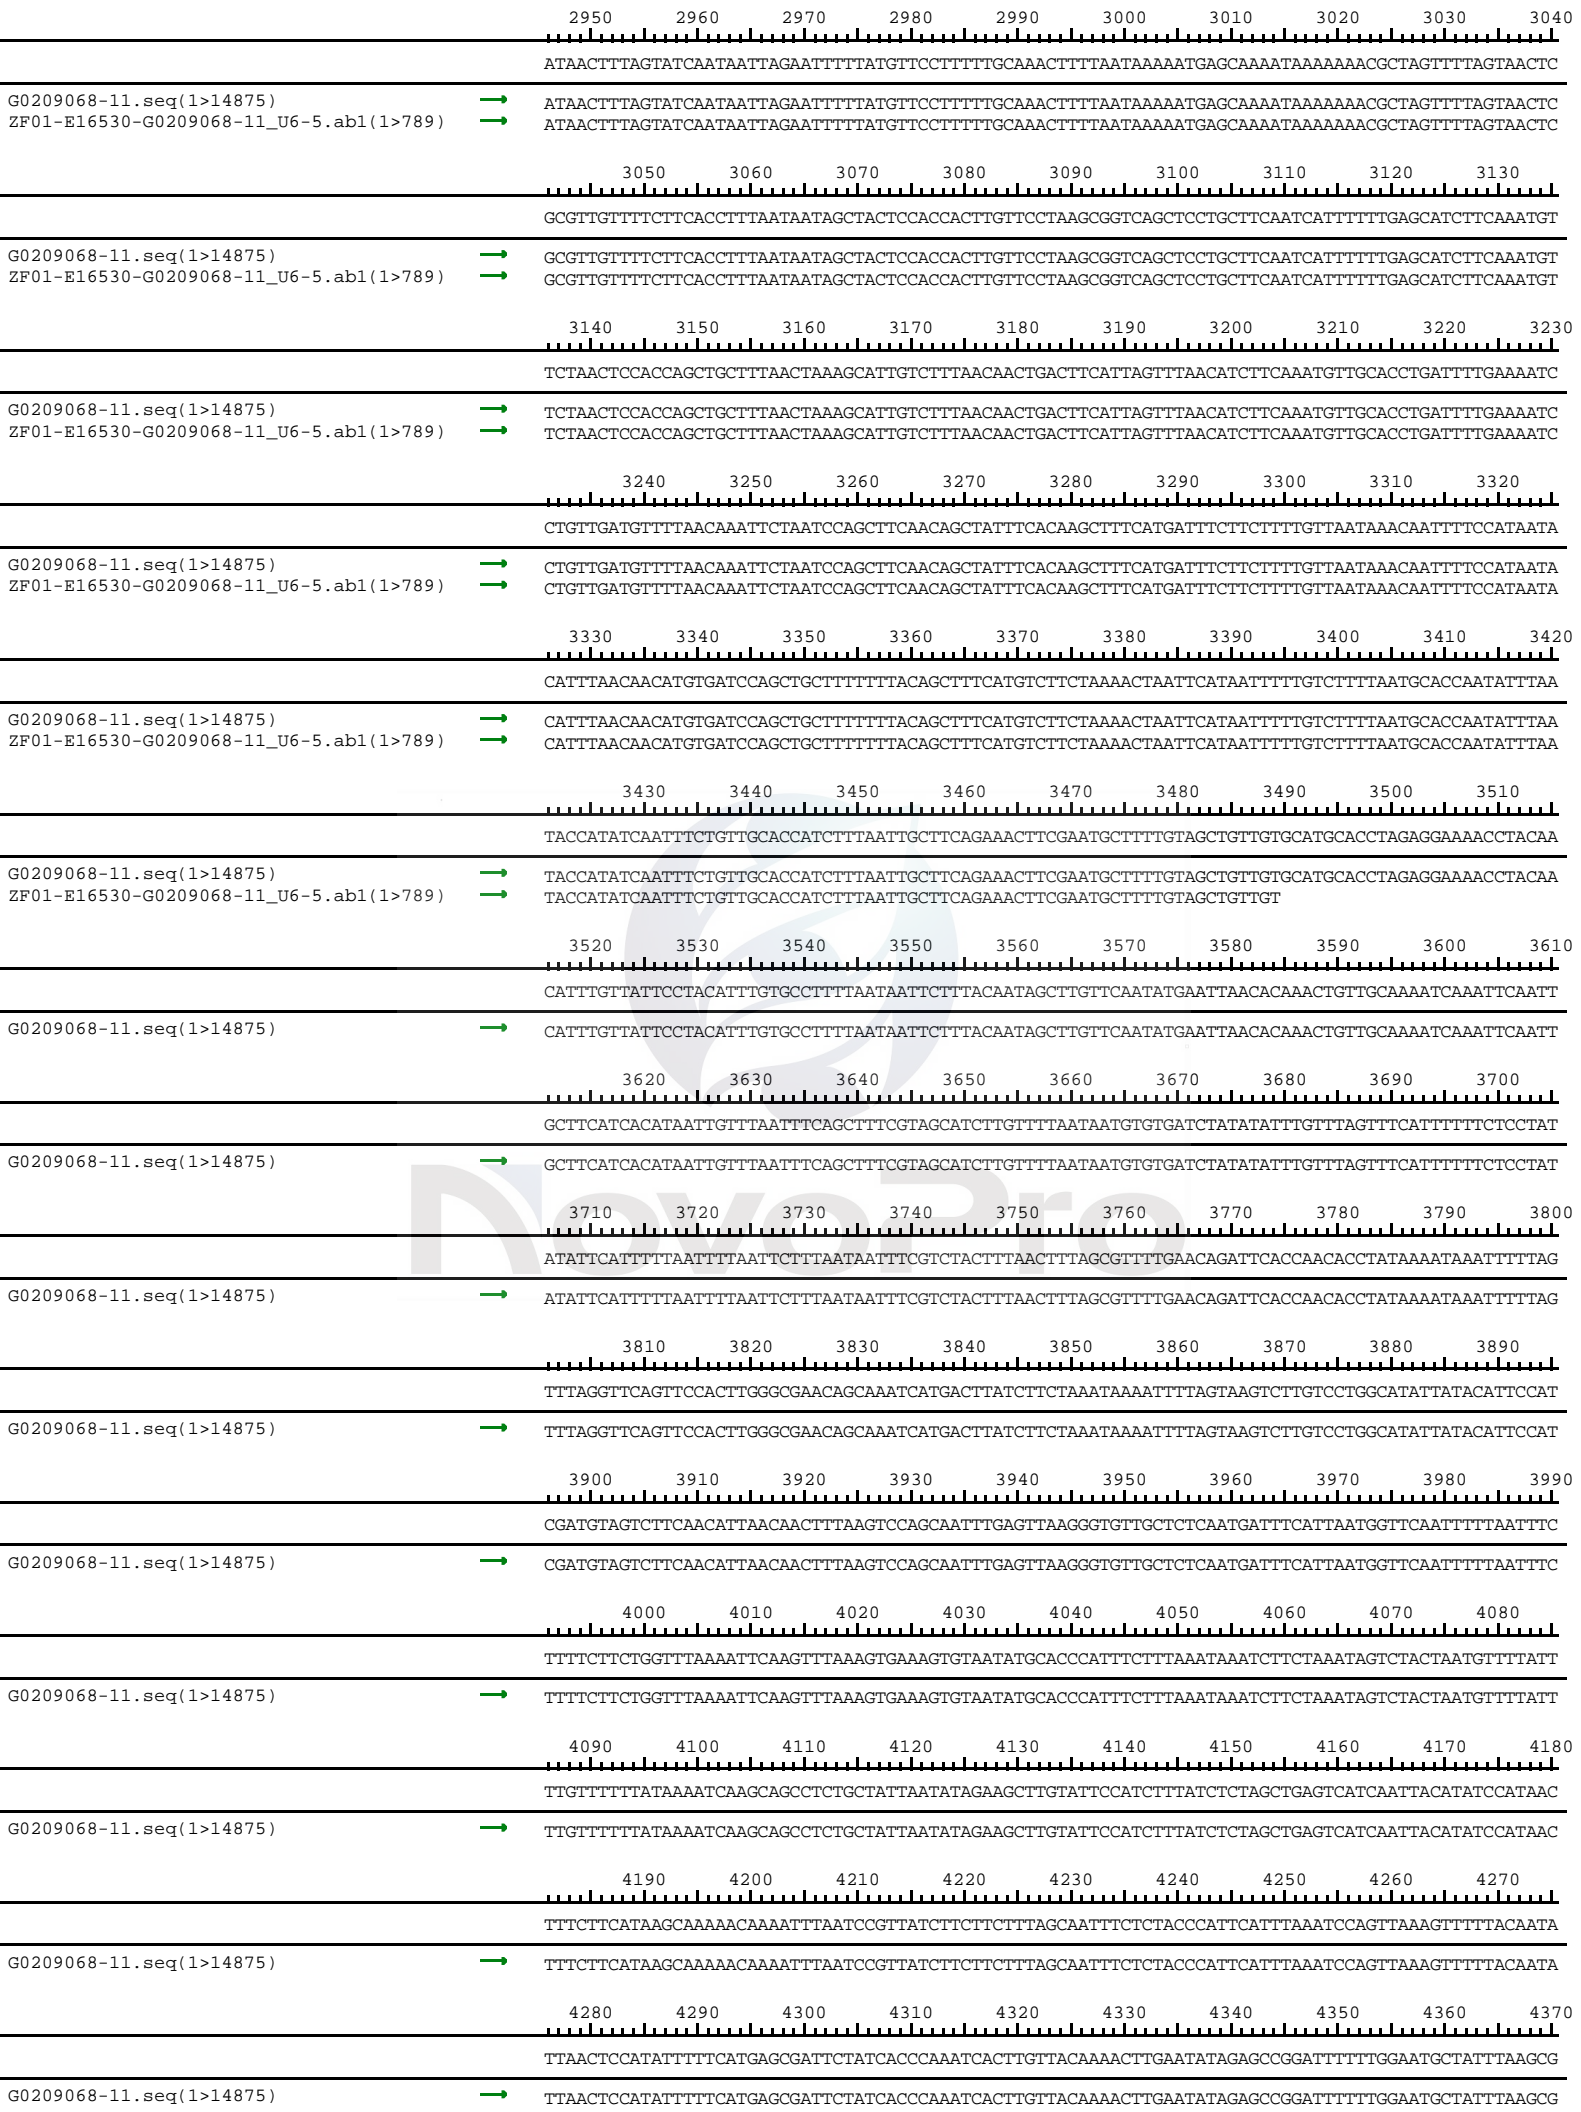 2950 2960 2970 2980 2990 3000 3010 3020 3030 3040
ATAACTTTAGTATCAATAATTAGAATTTTTATGTTCCTTTTTGCAAACTTTTAATAAAAATGAGCAAAATAAAAAAACGCTAGTTTTAGTAACTC
G0209068-11.seq(1>14875) ATAACTTTAGTATCAATAATTAGAATTTTTATGTTCCTTTTTGCAAACTTTTAATAAAAATGAGCAAAATAAAAAAACGCTAGTTTTAGTAACTC
ZF01-E16530-G0209068-11_U6-5.ab1(1>789) ATAACTTTAGTATCAATAATTAGAATTTTTATGTTCCTTTTTGCAAACTTTTAATAAAAATGAGCAAAATAAAAAAACGCTAGTTTTAGTAACTC
3050 3060 3070 3080 3090 3100 3110 3120 3130
GCGTTGTTTTCTTCACCTTTAATAATAGCTACTCCACCACTTGTTCCTAAGCGGTCAGCTCCTGCTTCAATCATTTTTTGAGCATCTTCAAATGT
G0209068-11.seq(1>14875) GCGTTGTTTTCTTCACCTTTAATAATAGCTACTCCACCACTTGTTCCTAAGCGGTCAGCTCCTGCTTCAATCATTTTTTGAGCATCTTCAAATGT
ZF01-E16530-G0209068-11_U6-5.ab1(1>789) GCGTTGTTTTCTTCACCTTTAATAATAGCTACTCCACCACTTGTTCCTAAGCGGTCAGCTCCTGCTTCAATCATTTTTTGAGCATCTTCAAATGT
3140 3150 3160 3170 3180 3190 3200 3210 3220 3230
TCTAACTCCACCAGCTGCTTTAACTAAAGCATTGTCTTTAACAACTGACTTCATTAGTTTAACATCTTCAAATGTTGCACCTGATTTTGAAAATC
G0209068-11.seq(1>14875) TCTAACTCCACCAGCTGCTTTAACTAAAGCATTGTCTTTAACAACTGACTTCATTAGTTTAACATCTTCAAATGTTGCACCTGATTTTGAAAATC
ZF01-E16530-G0209068-11_U6-5.ab1(1>789) TCTAACTCCACCAGCTGCTTTAACTAAAGCATTGTCTTTAACAACTGACTTCATTAGTTTAACATCTTCAAATGTTGCACCTGATTTTGAAAATC
3240 3250 3260 3270 3280 3290 3300 3310 3320
CTGTTGATGTTTTAACAAATTCTAATCCAGCTTCAACAGCTATTTCACAAGCTTTCATGATTTCTTCTTTTGTTAATAAACAATTTTCCATAATA
G0209068-11.seq(1>14875) CTGTTGATGTTTTAACAAATTCTAATCCAGCTTCAACAGCTATTTCACAAGCTTTCATGATTTCTTCTTTTGTTAATAAACAATTTTCCATAATA
ZF01-E16530-G0209068-11_U6-5.ab1(1>789) CTGTTGATGTTTTAACAAATTCTAATCCAGCTTCAACAGCTATTTCACAAGCTTTCATGATTTCTTCTTTTGTTAATAAACAATTTTCCATAATA
3330 3340 3350 3360 3370 3380 3390 3400 3410 3420
CATTTAACAACATGTGATCCAGCTGCTTTTTTTACAGCTTTCATGTCTTCTAAAACTAATTCATAATTTTTGTCTTTTAATGCACCAATATTTAA
G0209068-11.seq(1>14875) CATTTAACAACATGTGATCCAGCTGCTTTTTTTACAGCTTTCATGTCTTCTAAAACTAATTCATAATTTTTGTCTTTTAATGCACCAATATTTAA
ZF01-E16530-G0209068-11_U6-5.ab1(1>789) CATTTAACAACATGTGATCCAGCTGCTTTTTTTACAGCTTTCATGTCTTCTAAAACTAATTCATAATTTTTGTCTTTTAATGCACCAATATTTAA
3430 3440 3450 3460 3470 3480 3490 3500 3510
TACCATATCAATTTCTGTTGCACCATCTTTAATTGCTTCAGAAACTTCGAATGCTTTTGTAGCTGTTGTGCATGCACCTAGAGGAAAACCTACAA
G0209068-11.seq(1>14875) TACCATATCAATTTCTGTTGCACCATCTTTAATTGCTTCAGAAACTTCGAATGCTTTTGTAGCTGTTGTGCATGCACCTAGAGGAAAACCTACAA
ZF01-E16530-G0209068-11_U6-5.ab1(1>789) TACCATATCAATTTCTGTTGCACCATCTTTAATTGCTTCAGAAACTTCGAATGCTTTTGTAGCTGTTGT
3520 3530 3540 3550 3560 3570 3580 3590 3600 3610
CATTTGTTATTCCTACATTTGTGCCTTTTAATAATTCTTTACAATAGCTTGTTCAATATGAATTAACACAAACTGTTGCAAAATCAAATTCAATT
G0209068-11.seq(1>14875) CATTTGTTATTCCTACATTTGTGCCTTTTAATAATTCTTTACAATAGCTTGTTCAATATGAATTAACACAAACTGTTGCAAAATCAAATTCAATT
3620 3630 3640 3650 3660 3670 3680 3690 3700
GCTTCATCACATAATTGTTTAATTTCAGCTTTCGTAGCATCTTGTTTTAATAATGTGTGATCTATATATTTGTTTAGTTTCATTTTTTCTCCTAT
G0209068-11.seq(1>14875) GCTTCATCACATAATTGTTTAATTTCAGCTTTCGTAGCATCTTGTTTTAATAATGTGTGATCTATATATTTGTTTAGTTTCATTTTTTCTCCTAT
NovoPro
3710 3720 3730 3740 3750 3760 3770 3780 3790 3800
ATATTCATTTTTAATTTTAATTCTTTAATAATTTCGTCTACTTTAACTTTAGCGTTTTGAACAGATTCACCAACACCTATAAAATAAATTTTTAG
G0209068-11.seq(1>14875) ATATTCATTTTTAATTTTAATTCTTTAATAATTTCGTCTACTTTAACTTTAGCGTTTTGAACAGATTCACCAACACCTATAAAATAAATTTTTAG
3810 3820 3830 3840 3850 3860 3870 3880 3890
TTTAGGTTCAGTTCCACTTGGGCGAACAGCAAATCATGACTTATCTTCTAAATAAAATTTTAGTAAGTCTTGTCCTGGCATATTATACATTCCAT
G0209068-11.seq(1>14875) TTTAGGTTCAGTTCCACTTGGGCGAACAGCAAATCATGACTTATCTTCTAAATAAAATTTTAGTAAGTCTTGTCCTGGCATATTATACATTCCAT
3900 3910 3920 3930 3940 3950 3960 3970 3980 3990
CGATGTAGTCTTCAACATTAACAACTTTAAGTCCAGCAATTTGAGTTAAGGGTGTTGCTCTCAATGATTTCATTAATGGTTCAATTTTTAATTTC
G0209068-11.seq(1>14875) CGATGTAGTCTTCAACATTAACAACTTTAAGTCCAGCAATTTGAGTTAAGGGTGTTGCTCTCAATGATTTCATTAATGGTTCAATTTTTAATTTC
4000 4010 4020 4030 4040 4050 4060 4070 4080
TTTTCTTCTGGTTTAAAATTCAAGTTTAAAGTGAAAGTGTAATATGCACCCATTTCTTTAAATAAATCTTCTAAATAGTCTACTAATGTTTTATT
G0209068-11.seq(1>14875) TTTTCTTCTGGTTTAAAATTCAAGTTTAAAGTGAAAGTGTAATATGCACCCATTTCTTTAAATAAATCTTCTAAATAGTCTACTAATGTTTTATT
4090 4100 4110 4120 4130 4140 4150 4160 4170 4180
TTGTTTTTTATAAAATCAAGCAGCCTCTGCTATTAATATAGAAGCTTGTATTCCATCTTTATCTCTAGCTGAGTCATCAATTACATATCCATAAC
G0209068-11.seq(1>14875) TTGTTTTTTATAAAATCAAGCAGCCTCTGCTATTAATATAGAAGCTTGTATTCCATCTTTATCTCTAGCTGAGTCATCAATTACATATCCATAAC
4190 4200 4210 4220 4230 4240 4250 4260 4270
TTTCTTCATAAGCAAAAACAAAATTTAATCCGTTATCTTCTTCTTTAGCAATTTCTCTACCCATTCATTTAAATCCAGTTAAAGTTTTTACAATA
G0209068-11.seq(1>14875) TTTCTTCATAAGCAAAAACAAAATTTAATCCGTTATCTTCTTCTTTAGCAATTTCTCTACCCATTCATTTAAATCCAGTTAAAGTTTTTACAATA
4280 4290 4300 4310 4320 4330 4340 4350 4360 4370
TTAACTCCATATTTTTCATGAGCGATTCTATCACCCAAATCACTTGTTACAAAACTTGAATATAGAGCCGGATTTTTTGGAATGCTATTTAAGCG
G0209068-11.seq(1>14875) TTAACTCCATATTTTTCATGAGCGATTCTATCACCCAAATCACTTGTTACAAAACTTGAATATAGAGCCGGATTTTTTGGAATGCTATTTAAGCG